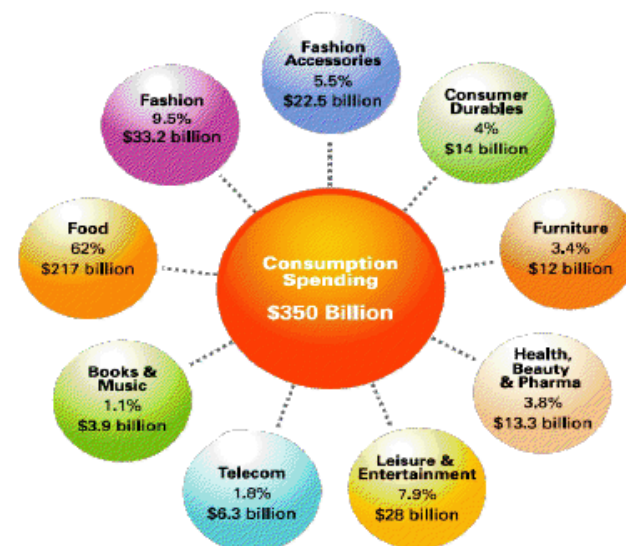 Fashion
Accessories
5.5%
$22.5 billion
Consumer
Durables
4%
$14 billion
Furniture
3.4%
$12 billion
Health,
Beauty
& Pharma
3,8%
$13.3 billion
Leisure &
Entertainment
7.9%
$28 billion
Telecom
1.8%
$6.3 billion
Books &
Music
1.1%
$3.9 billion
Food
62%
$217 billion
Fashion
9.5%
$33.2 billion
Consumption
Spending
$350 Billion